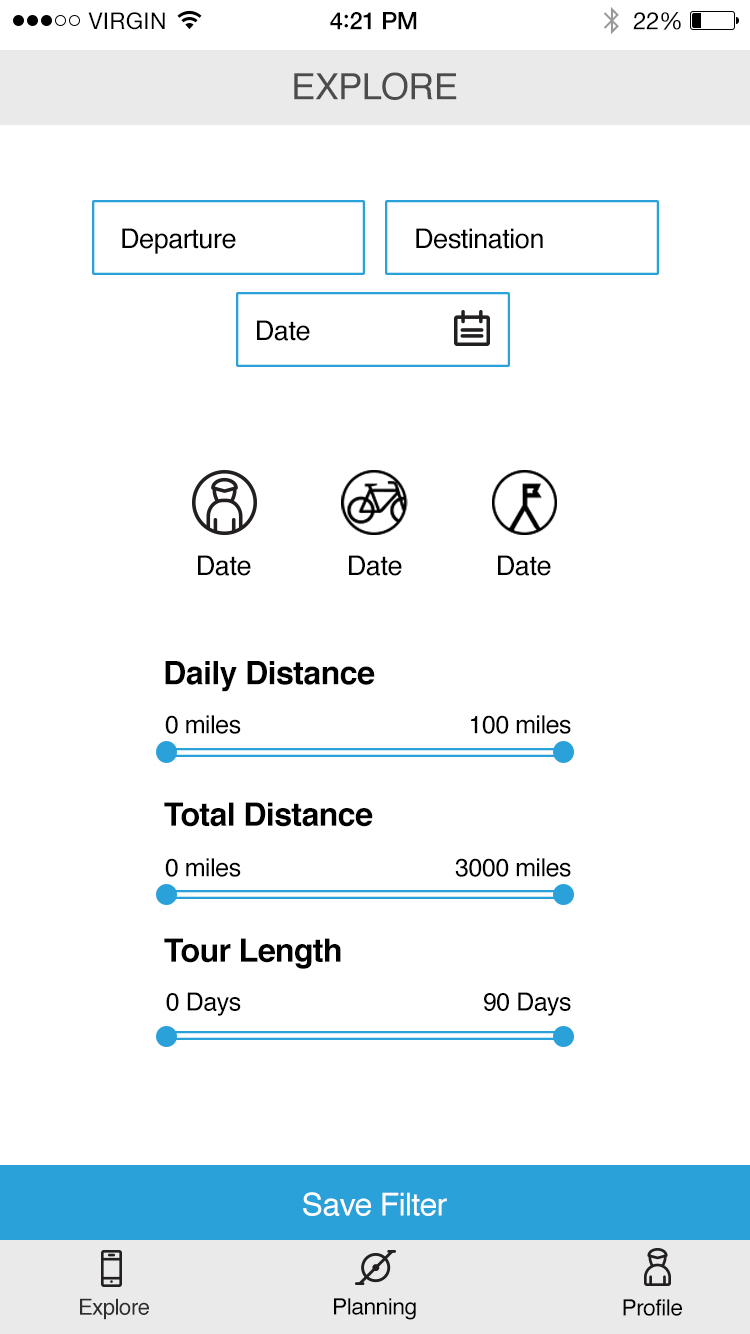 VIRGIN 4:21 PM 22%
EXPLORE
Departure Destination
Date
Date Date Date
Daily Distance
0 miles 100 miles
Total Distance
0 miles 3000 miles
Tour Length
0 Days 90 Days
Save Filter
Explore Planning Profile